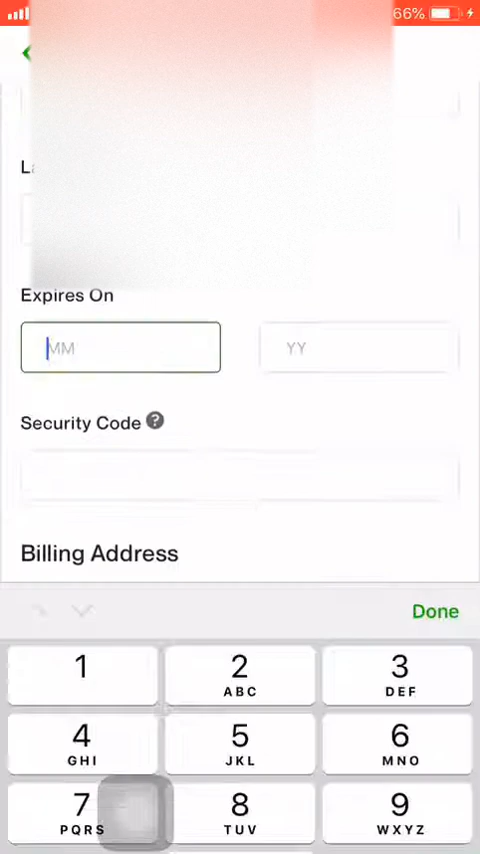 66%
La
Expires On
MM
YY
Security Code ?
Billing Address
Done
1
2
3
ABC
DEF
4
5
6
GHI
JKL
MNO
7
8
9
PQRS
TUV
WXYZ